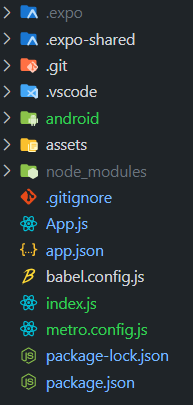 .expo
.expo-shared
.git
.vscode
android
assets
node_modules
.gitignore
App.js
app.json
babel.config.js
index.js
metro.config.js
package-lock.json
package.json